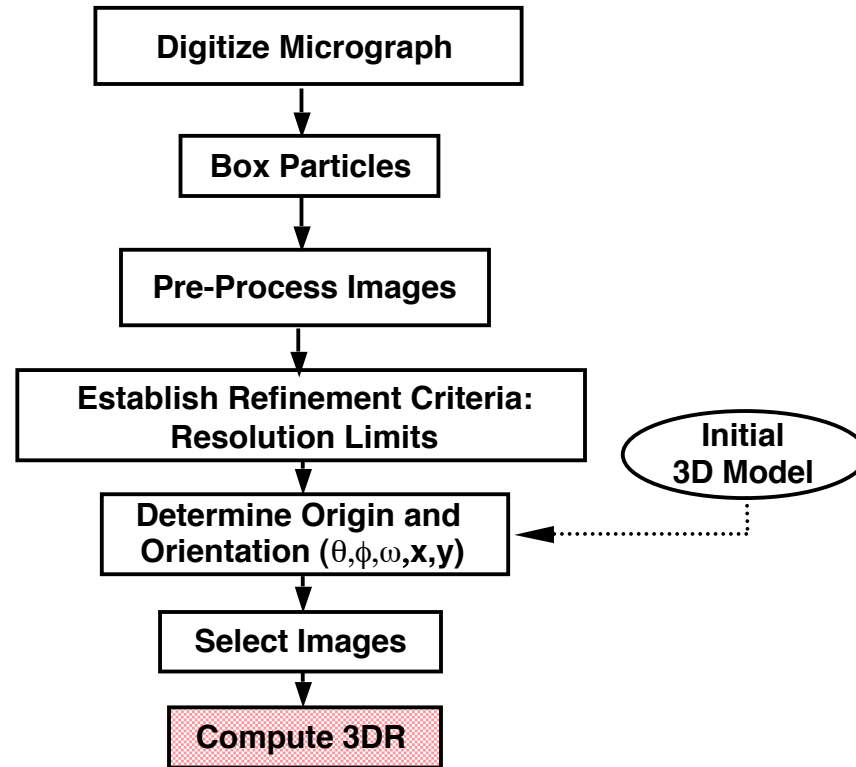 Digitize Micrograph
Box Particles
Pre-Process Images
Establish Refinement Criteria:
Resolution Limits
Initial
3D Model
Determine Origin and
Orientation (θ,ϕ,ω,x,y)
Select Images
Compute 3DR